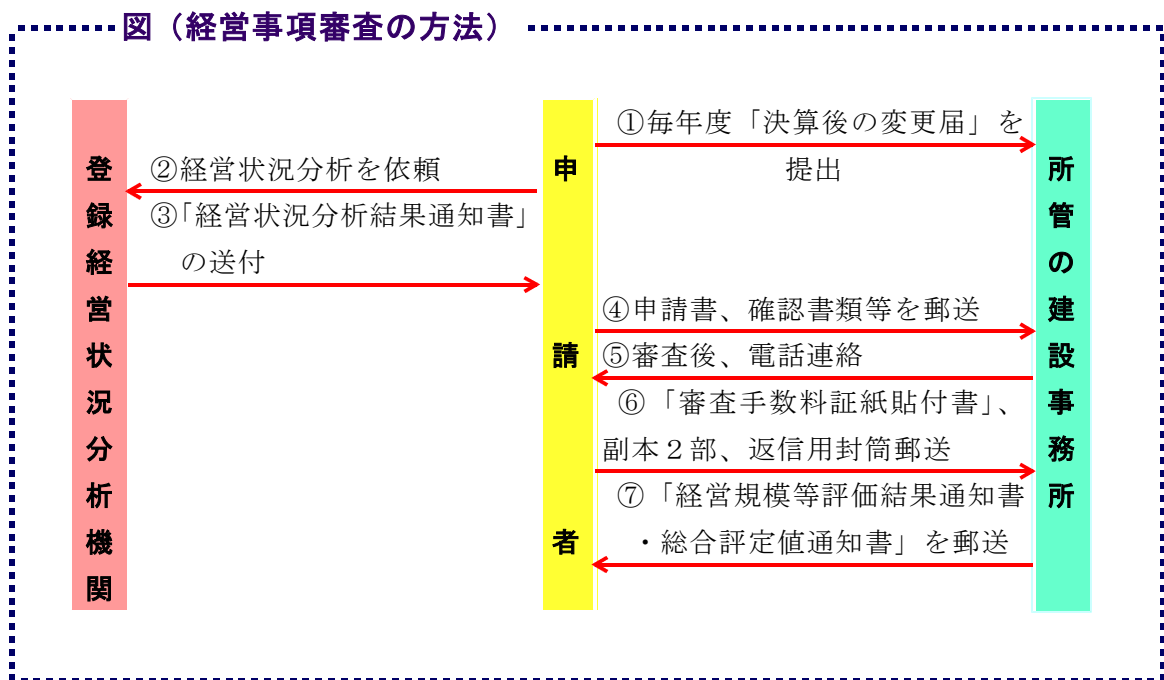 図（経営事項審査の方法）
登録経営状況分析機関
②経営状況分析を依頼
③「経営状況分析結果通知書」
の送付
申請者
①毎年度「決算後の変更届」を
提出
④申請書、確認書類等を郵送
⑤審査後、電話連絡
⑥「審査手数料証紙貼付書」、
副本２部、返信用封筒郵送
⑦「経営規模等評価結果通知書
・総合評定値通知書」を郵送
所管の建設事務所